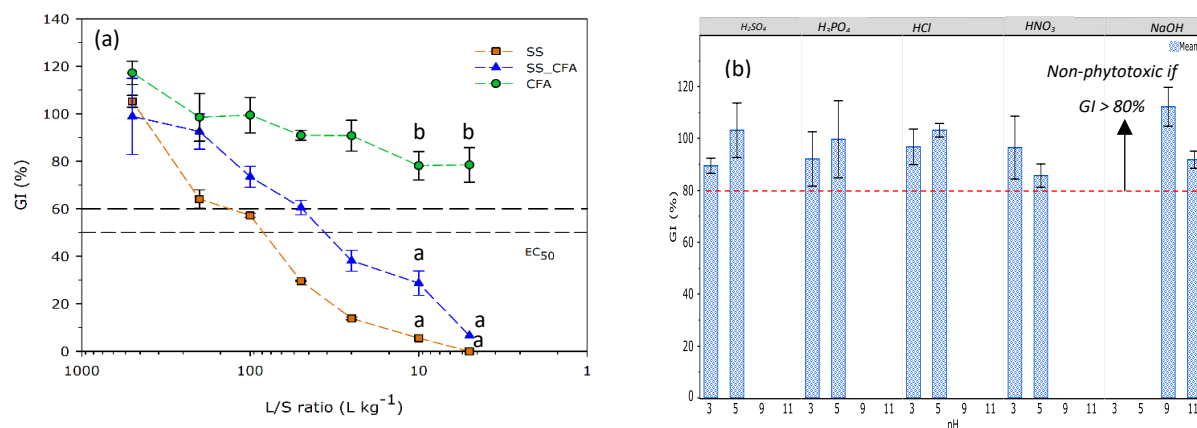 (a)
SS
SS_CFA
CFA
GI (%)
140
120
100
80
60
40
20
0
b b
a
a
a
a
EC50
1000 100 10 1
L/S ratio (L kg⁻¹)
(b)
H₂SO₄ H₃PO₄ HCl HNO₃ NaOH
Mean
Non-phytotoxic if
GI > 80%
GI (%)
120
100
80
60
40
20
0
3 5 9 11 3 5 9 11 3 5 9 11 3 5 9 11 3 5 9 11
pH